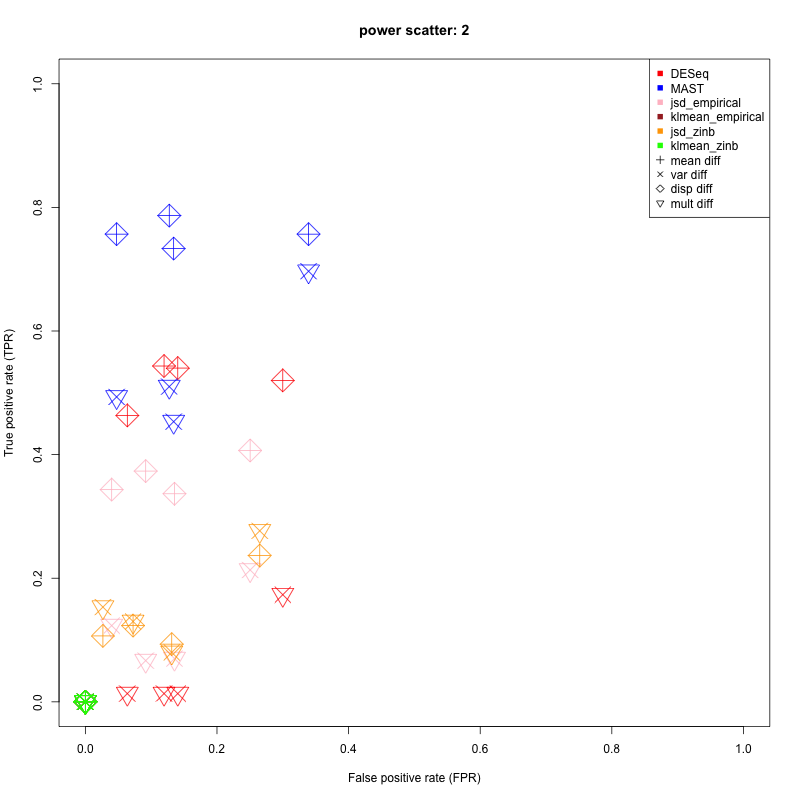 power scatter: 2
DESeq
MAST
jsd_empirical
klmean_empirical
jsd_zinb
klmean_zinb
mean diff
var diff
disp diff
mult diff
True positive rate (TPR)
1.0
0.8
0.6
0.4
0.2
0.0
0.0 0.2 0.4 0.6 0.8 1.0
False positive rate (FPR)